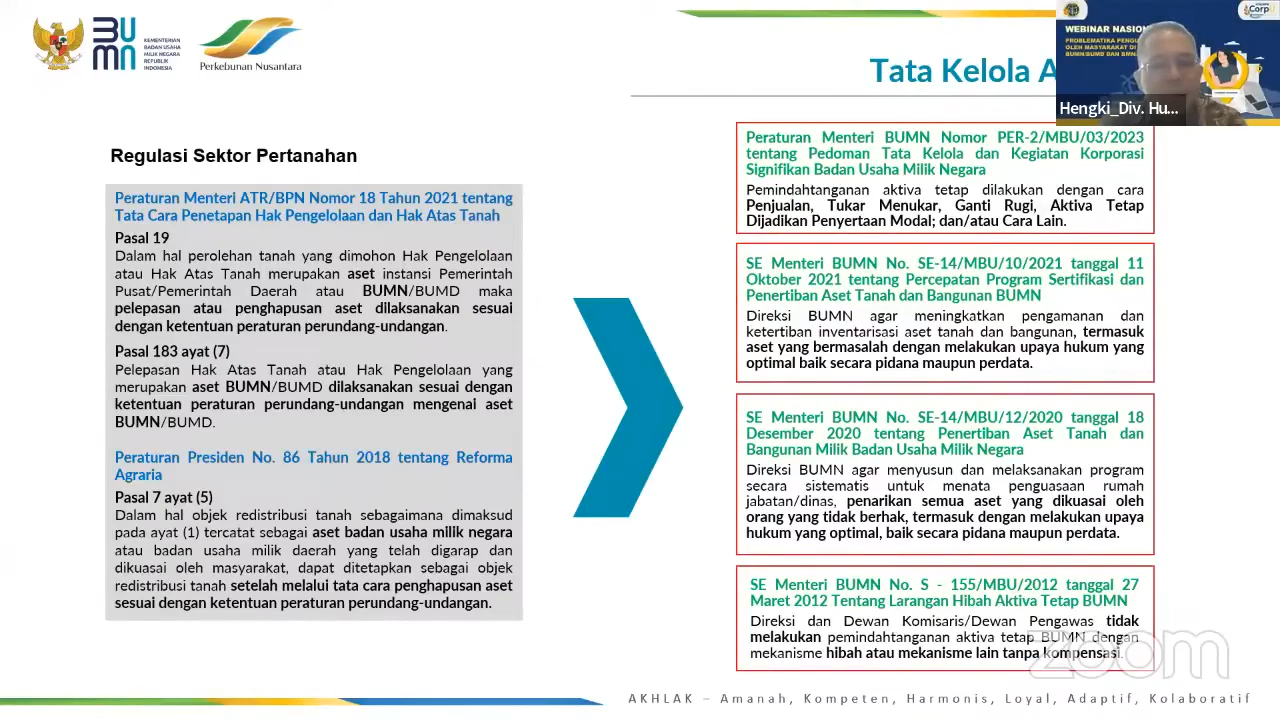 BUMN
KEMENTERIAN
BADAN USAHA
MILIK NEGARA
REPUBLIK
INDONESIA
Perkebunan Nusantara
Tata Kelola A
WEBINAR NASION
PROBLEMATIKA PENGU
OLEH MASYARAKAT DI
BUMN/BUMD DAN BMN
Hengki_Div. Hu...
Regulasi Sektor Pertanahan
Peraturan Menteri ATR/BPN Nomor 18 Tahun 2021 tentang
Tata Cara Penetapan Hak Pengelolaan dan Hak Atas Tanah
Pasal 19
Dalam hal perolehan tanah yang dimohon Hak Pengelolaan
atau Hak Atas Tanah merupakan aset instansi Pemerintah
Pusat/Pemerintah Daerah atau BUMN/BUMD maka
pelepasan atau penghapusan aset dilaksanakan sesuai
dengan ketentuan peraturan perundang-undangan.
Pasal 183 ayat (7)
Pelepasan Hak Atas Tanah atau Hak Pengelolaan yang
merupakan aset BUMN/BUMD dilaksanakan sesuai dengan
ketentuan peraturan perundang-undangan mengenai aset
BUMN/BUMD.
Peraturan Presiden No. 86 Tahun 2018 tentang Reforma
Agraria
Pasal 7 ayat (5)
Dalam hal objek redistribusi tanah sebagaimana dimaksud
pada ayat (1) tercatat sebagai aset badan usaha milik negara
atau badan usaha milik daerah yang telah digarap dan
dikuasai oleh masyarakat, dapat ditetapkan sebagai objek
redistribusi tanah setelah melalui tata cara penghapusan aset
sesuai dengan ketentuan peraturan perundang-undangan.
Peraturan Menteri BUMN Nomor PER-2/MBU/03/2023
tentang Pedoman Tata Kelola dan Kegiatan Korporasi
Signifikan Badan Usaha Milik Negara
Pemindahtanganan aktiva tetap dilakukan dengan cara
Penjualan, Tukar Menukar, Ganti Rugi, Aktiva Tetap
Dijadikan Penyertaan Modal; dan/atau Cara Lain.
SE Menteri BUMN No. SE-14/MBU/10/2021 tanggal 11
Oktober 2021 tentang Percepatan Program Sertifikasi dan
Penertiban Aset Tanah dan Bangunan BUMN
Direksi BUMN agar meningkatkan pengamanan dan
ketertiban inventarisasi aset tanah dan bangunan, termasuk
aset yang bermasalah dengan melakukan upaya hukum yang
optimal baik secara pidana maupun perdata.
SE Menteri BUMN No. SE-14/MBU/12/2020 tanggal 18
Desember 2020 tentang Penertiban Aset Tanah dan
Bangunan Milik Badan Usaha Milik Negara
Direksi BUMN agar menyusun dan melaksanakan program
secara sistematis untuk menata penguasaan rumah
jabatan/dinas, penarikan semua aset yang dikuasai oleh
orang yang tidak berhak, termasuk dengan melakukan upaya
hukum yang optimal, baik secara pidana maupun perdata.
SE Menteri BUMN No. S - 155/MBU/2012 tanggal 27
Maret 2012 Tentang Larangan Hibah Aktiva Tetap BUMN
Direksi dan Dewan Komisaris/Dewan Pengawas tidak
melakukan pemindahtanganan aktiva tetap BUMN dengan
mekanisme hibah atau mekanisme lain tanpa kompensasi.
zoom
AKHLAK – Amanah, Kompeten, Harmonis, Loyal, Adaptif, Kolaboratif